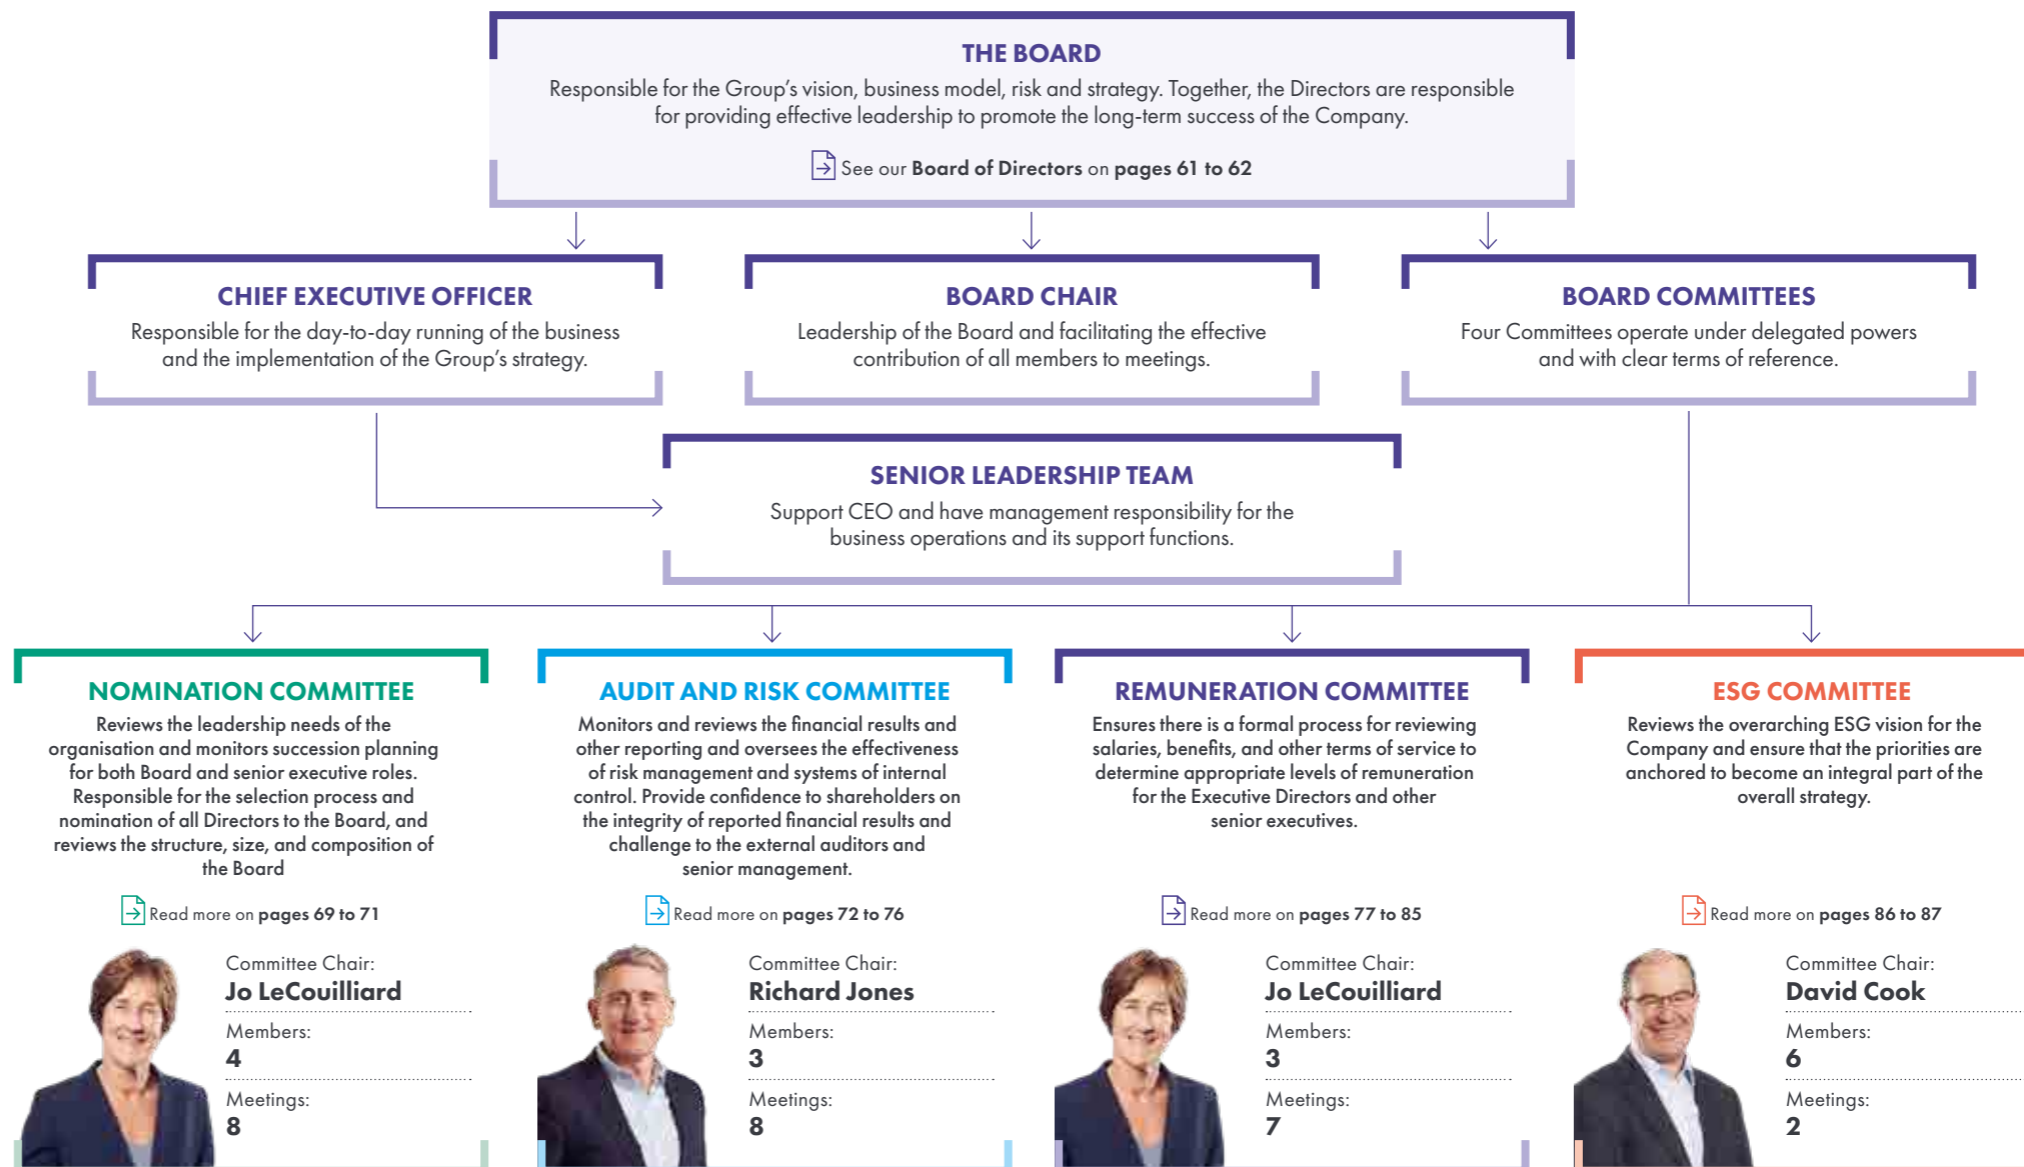 THE BOARD
Responsible for the Group's vision, business model, risk and strategy. Together, the Directors are responsible
for providing effective leadership to promote the long-term success of the Company.
See our Board of Directors on pages 61 to 62
CHIEF EXECUTIVE OFFICER
Responsible for the day-to-day running of the business
and the implementation of the Group's strategy.
BOARD CHAIR
Leadership of the Board and facilitating the effective
contribution of all members to meetings.
BOARD COMMITTEES
Four Committees operate under delegated powers
and with clear terms of reference.
SENIOR LEADERSHIP TEAM
Support CEO and have management responsibility for the
business operations and its support functions.
NOMINATION COMMITTEE
Reviews the leadership needs of the
organisation and monitors succession planning
for both Board and senior executive roles.
Responsible for the selection process and
nomination of all Directors to the Board, and
reviews the structure, size, and composition of
the Board
Read more on pages 69 to 71
Committee Chair:
Jo LeCouilliard
Members:
4
Meetings:
8
AUDIT AND RISK COMMITTEE
Monitors and reviews the financial results and
other reporting and oversees the effectiveness
of risk management and systems of internal
control. Provide confidence to shareholders on
the integrity of reported financial results and
challenge to the external auditors and
senior management.
Read more on pages 72 to 76
Committee Chair:
Richard Jones
Members:
3
Meetings:
8
REMUNERATION COMMITTEE
Ensures there is a formal process for reviewing
salaries, benefits, and other terms of service to
determine appropriate levels of remuneration
for the Executive Directors and other
senior executives.
Read more on pages 77 to 85
Committee Chair:
Jo LeCouilliard
Members:
3
Meetings:
7
ESG COMMITTEE
Reviews the overarching ESG vision for the
Company and ensure that the priorities are
anchored to become an integral part of the
overall strategy.
Read more on pages 86 to 87
Committee Chair:
David Cook
Members:
6
Meetings:
2